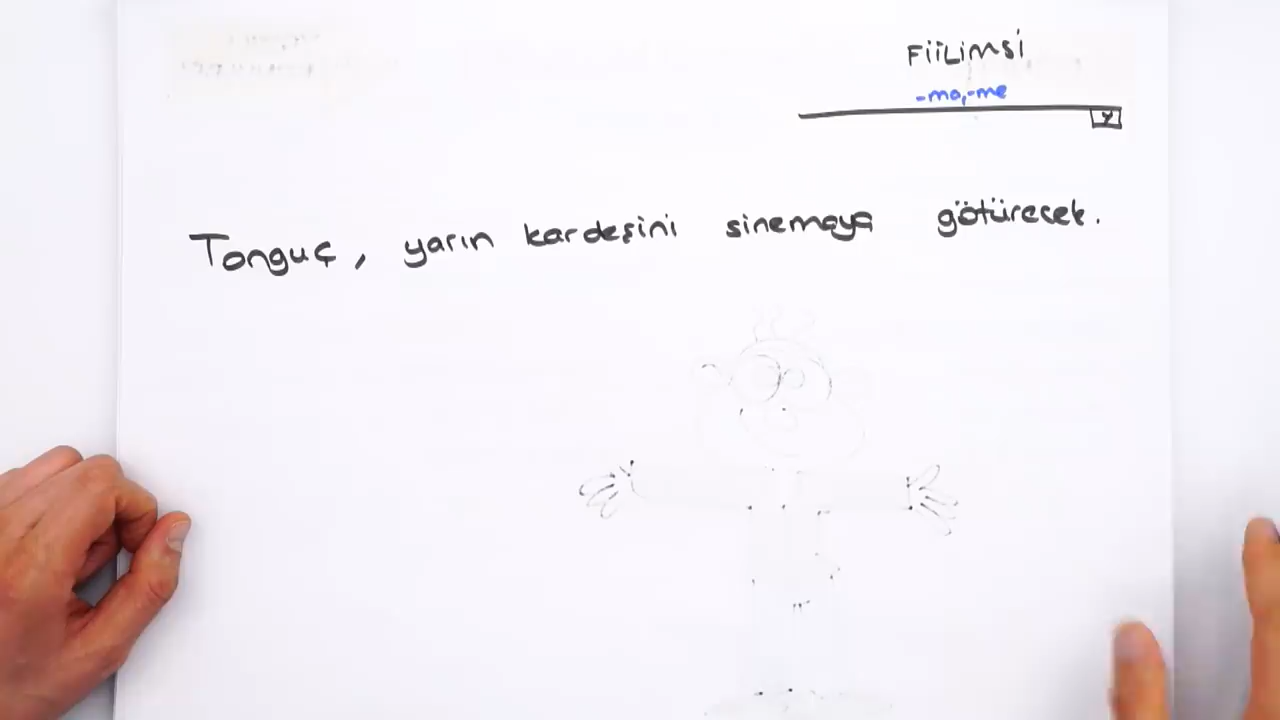 FiiLiMSİ
-ma,-me
y
Tonguç, yarın kardeşini sinemaya götürecek.